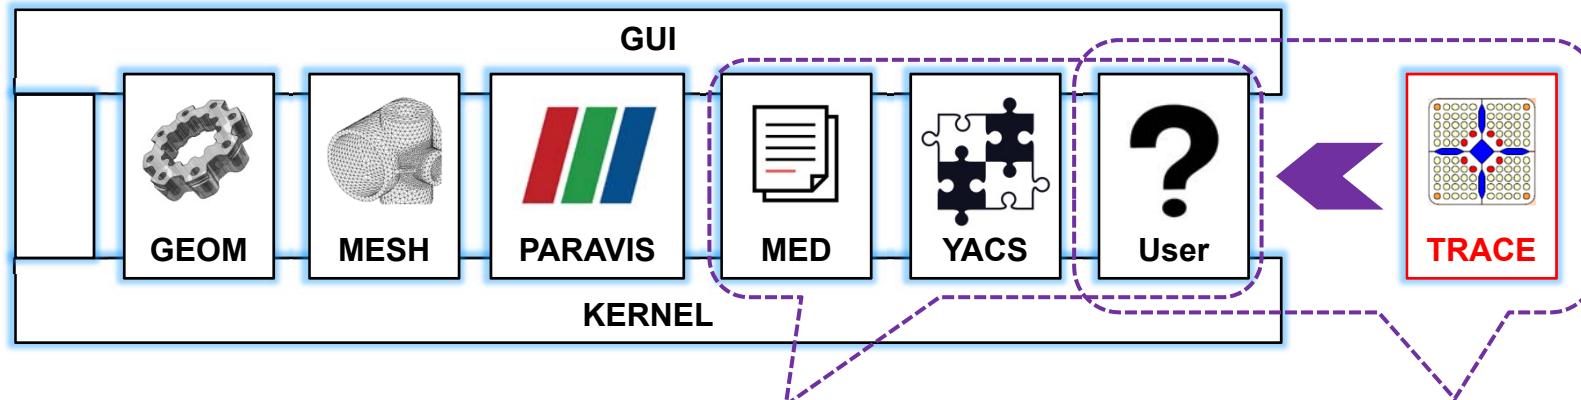 GUI
GEOM
MESH
PARAVIS
MED
YACS
User
TRACE
KERNEL